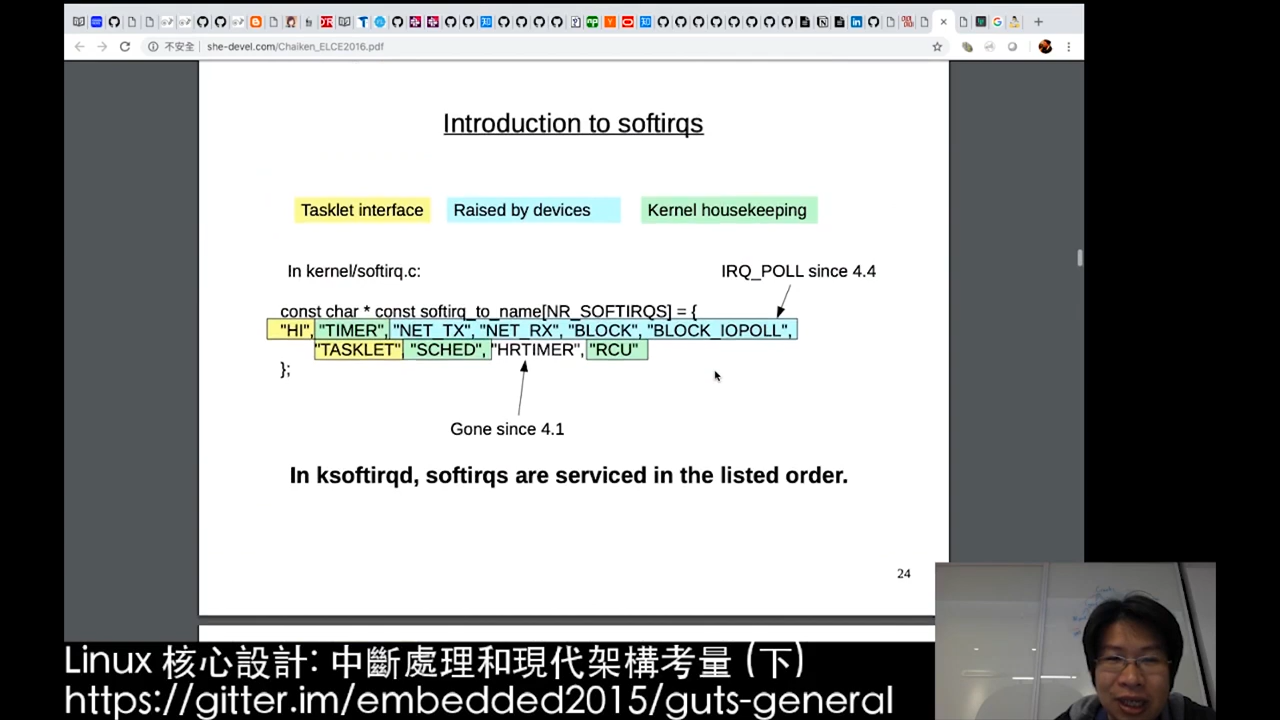 不安全
she-devel.com/Chaiken_ELCE2016.pdf
Introduction to softirqs
Tasklet interface
Raised by devices
Kernel housekeeping
In kernel/softirq.c:
IRQ_POLL since 4.4
const char * const softirq_to_name[NR_SOFTIRQS] = {
"HI", "TIMER", "NET_TX", "NET_RX", "BLOCK", "BLOCK_IOPOLL",
"TASKLET", "SCHED", "HRTIMER", "RCU"
};
Gone since 4.1
In ksoftirqd, softirqs are serviced in the listed order.
24
Linux 核心設計: 中斷處理和現代架構考量 (下)
https://gitter.im/embedded2015/guts-general